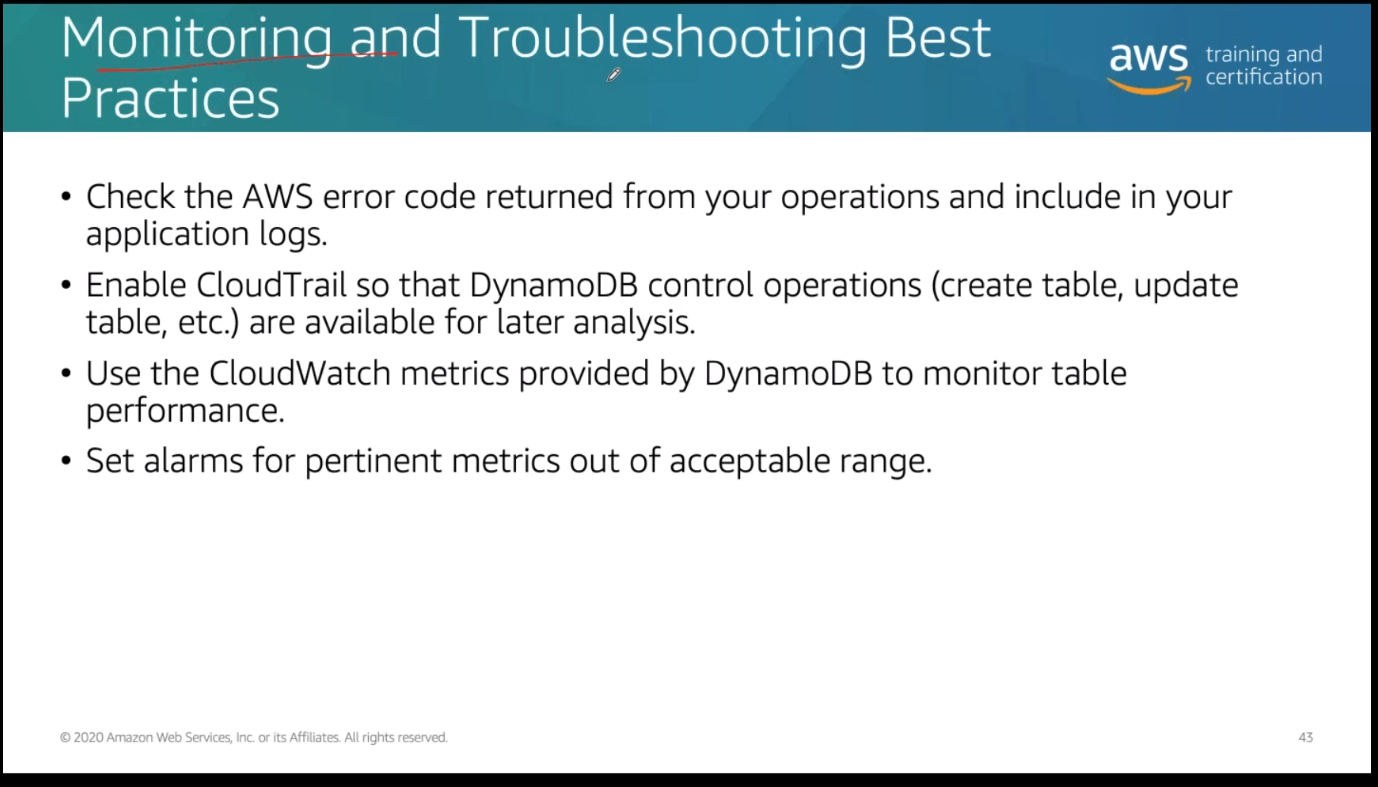 Monitoring and Troubleshooting Best
Practices
aws training and
certification
• Check the AWS error code returned from your operations and include in your
application logs.
• Enable CloudTrail so that DynamoDB control operations (create table, update
table, etc.) are available for later analysis.
• Use the CloudWatch metrics provided by DynamoDB to monitor table
performance.
• Set alarms for pertinent metrics out of acceptable range.
© 2020 Amazon Web Services, Inc. or its Affiliates. All rights reserved.
43